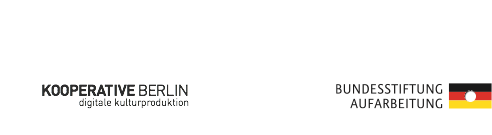 KOOPERATIVE BERLIN
digitale kulturproduktion
BUNDESSTIFTUNG
AUFARBEITUNG